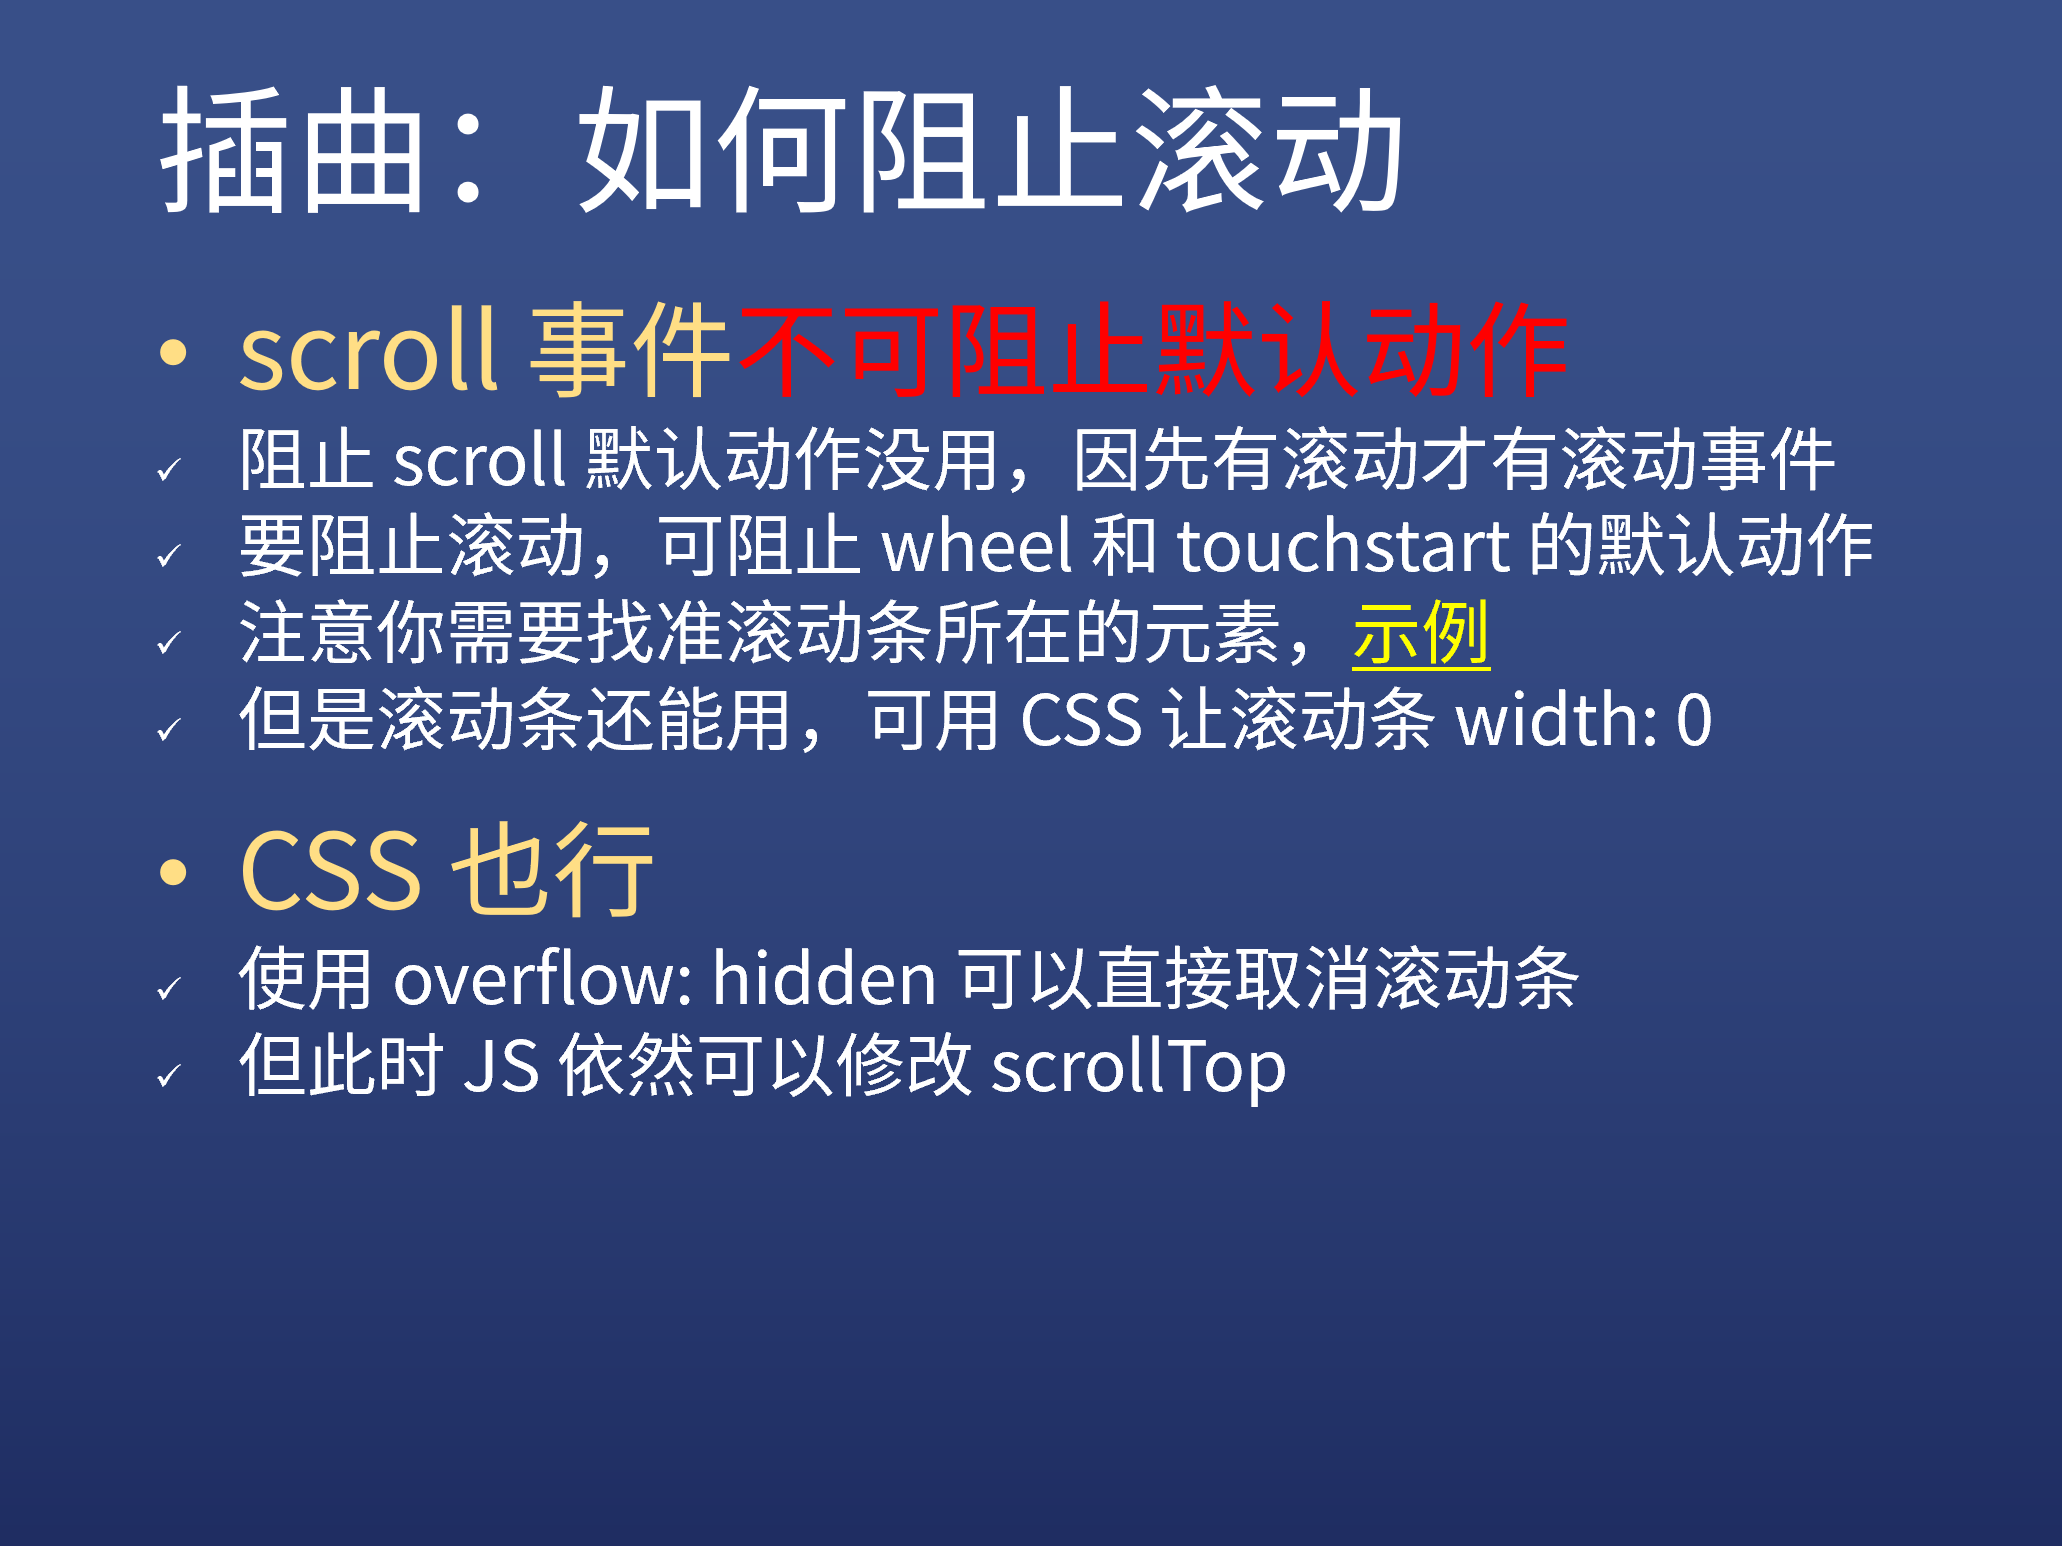 插曲：如何阻止滚动
• scroll 事件不可阻止默认动作
✓ 阻止 scroll 默认动作没用，因先有滚动才有滚动事件
✓ 要阻止滚动，可阻止 wheel 和 touchstart 的默认动作
✓ 注意你需要找准滚动条所在的元素，示例
✓ 但是滚动条还能用，可用 CSS 让滚动条 width: 0
• CSS 也行
✓ 使用 overflow: hidden 可以直接取消滚动条
✓ 但此时 JS 依然可以修改 scrollTop